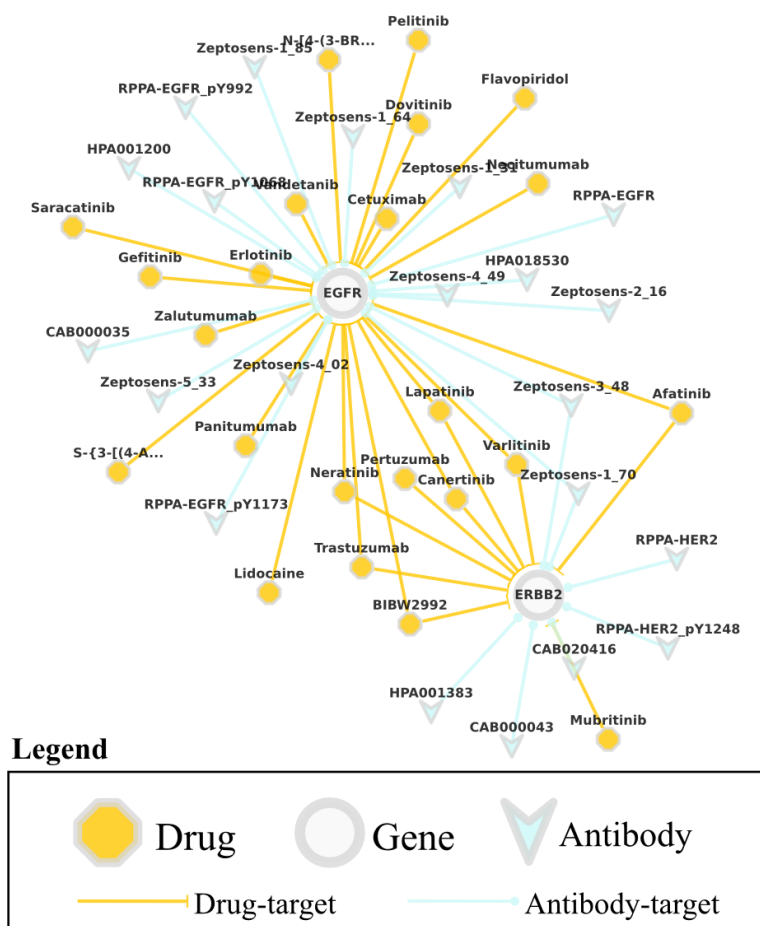 Pelitinib
N-[4-(3-BR...
Zeptosens-1_85
Flavopiridol
RPPA-EGFR_pY992
Dovitinib
Zeptosens-1_64
HPA001200
Necitumumab
Zeptosens-1_31
RPPA-EGFR_pY1068
Vandetanib
RPPA-EGFR
Cetuximab
Saracatinib
Gefitinib
Erlotinib
HPA018530
Zeptosens-4_49
EGFR
Zeptosens-2_16
Zalutumumab
CAB000035
Zeptosens-4_02
Zeptosens-5_33
Lapatinib
Zeptosens-3_48
Afatinib
Panitumumab
S-{3-[(4-A...
Varlitinib
Pertuzumab
Neratinib
Canertinib
Zeptosens-1_70
RPPA-EGFR_pY1173
Trastuzumab
RPPA-HER2
Lidocaine
ERBB2
BIBW2992
RPPA-HER2_pY1248
CAB020416
HPA001383
CAB000043
Mubritinib
Legend
Drug
Gene
Antibody
Drug-target
Antibody-target